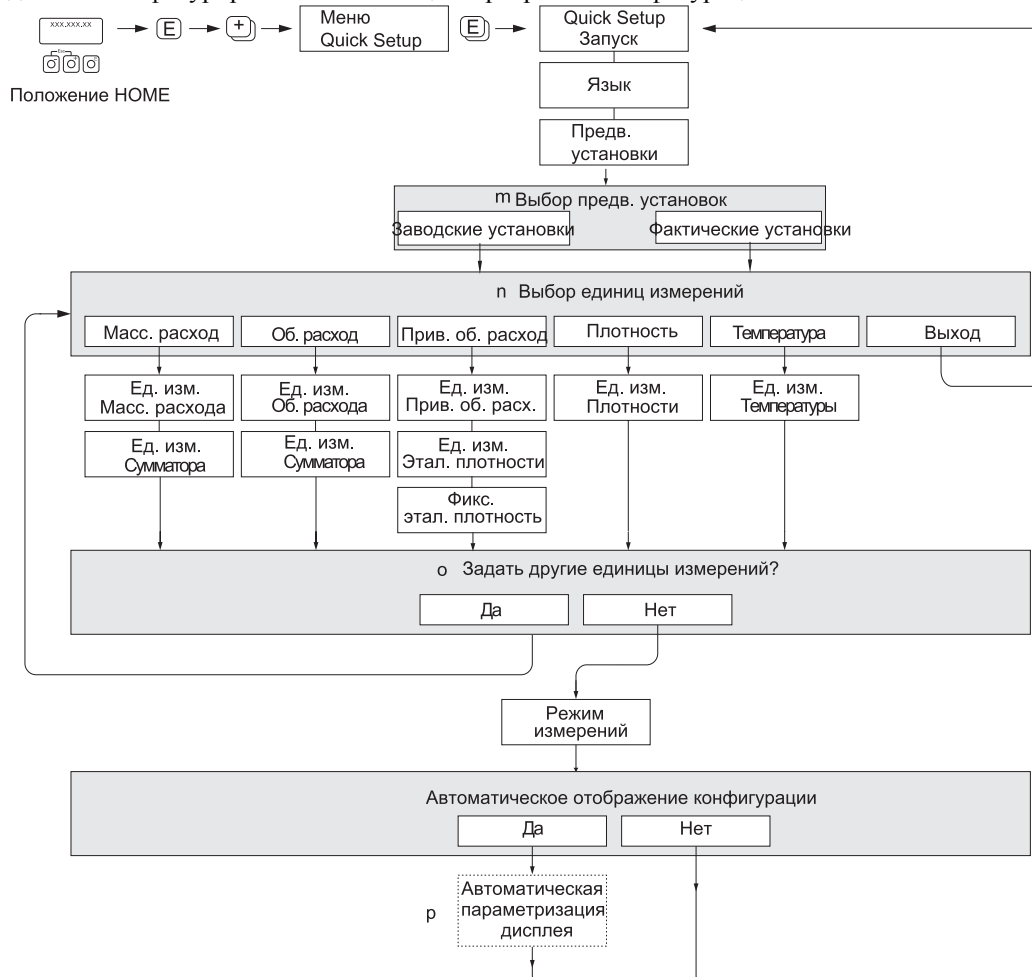 xxx.xxx.xx
Esc
E
+
Меню
Quick Setup
E
Quick Setup
Запуск
Положение HOME
Язык
Предв.
установки
m Выбор предв. установок
Заводские установки
Фактические установки
n Выбор единиц измерений
Масс. расход
Об. расход
Прив. об. расход
Плотность
Температура
Выход
Ед. изм.
Масс. расхода
Ед. изм.
Об. расхода
Ед. изм.
Прив. об. расх.
Ед. изм.
Плотности
Ед. изм.
Температуры
Ед. изм.
Сумматора
Ед. изм.
Сумматора
Ед. изм.
Этал. плотности
Фикс.
этал. плотность
o Задать другие единицы измерений?
Да
Нет
Режим
измерений
Автоматическое отображение конфигурации
Да
Нет
p
Автоматическая
параметризация
дисплея